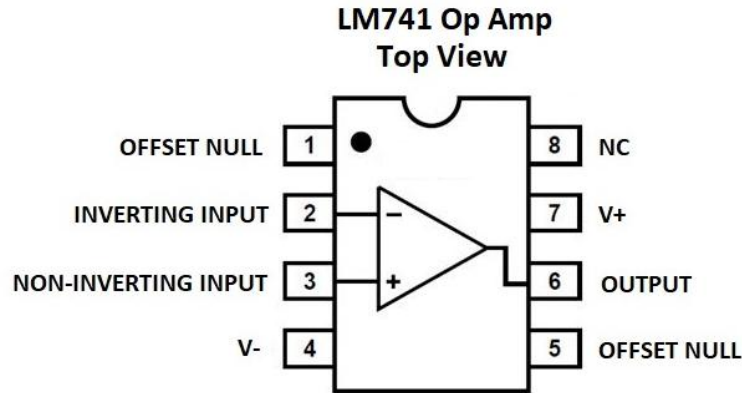 LM741 Op Amp
Top View
OFFSET NULL 1 8 NC
INVERTING INPUT 2 - 7 V+
NON-INVERTING INPUT 3 + 6 OUTPUT
V- 4 5 OFFSET NULL